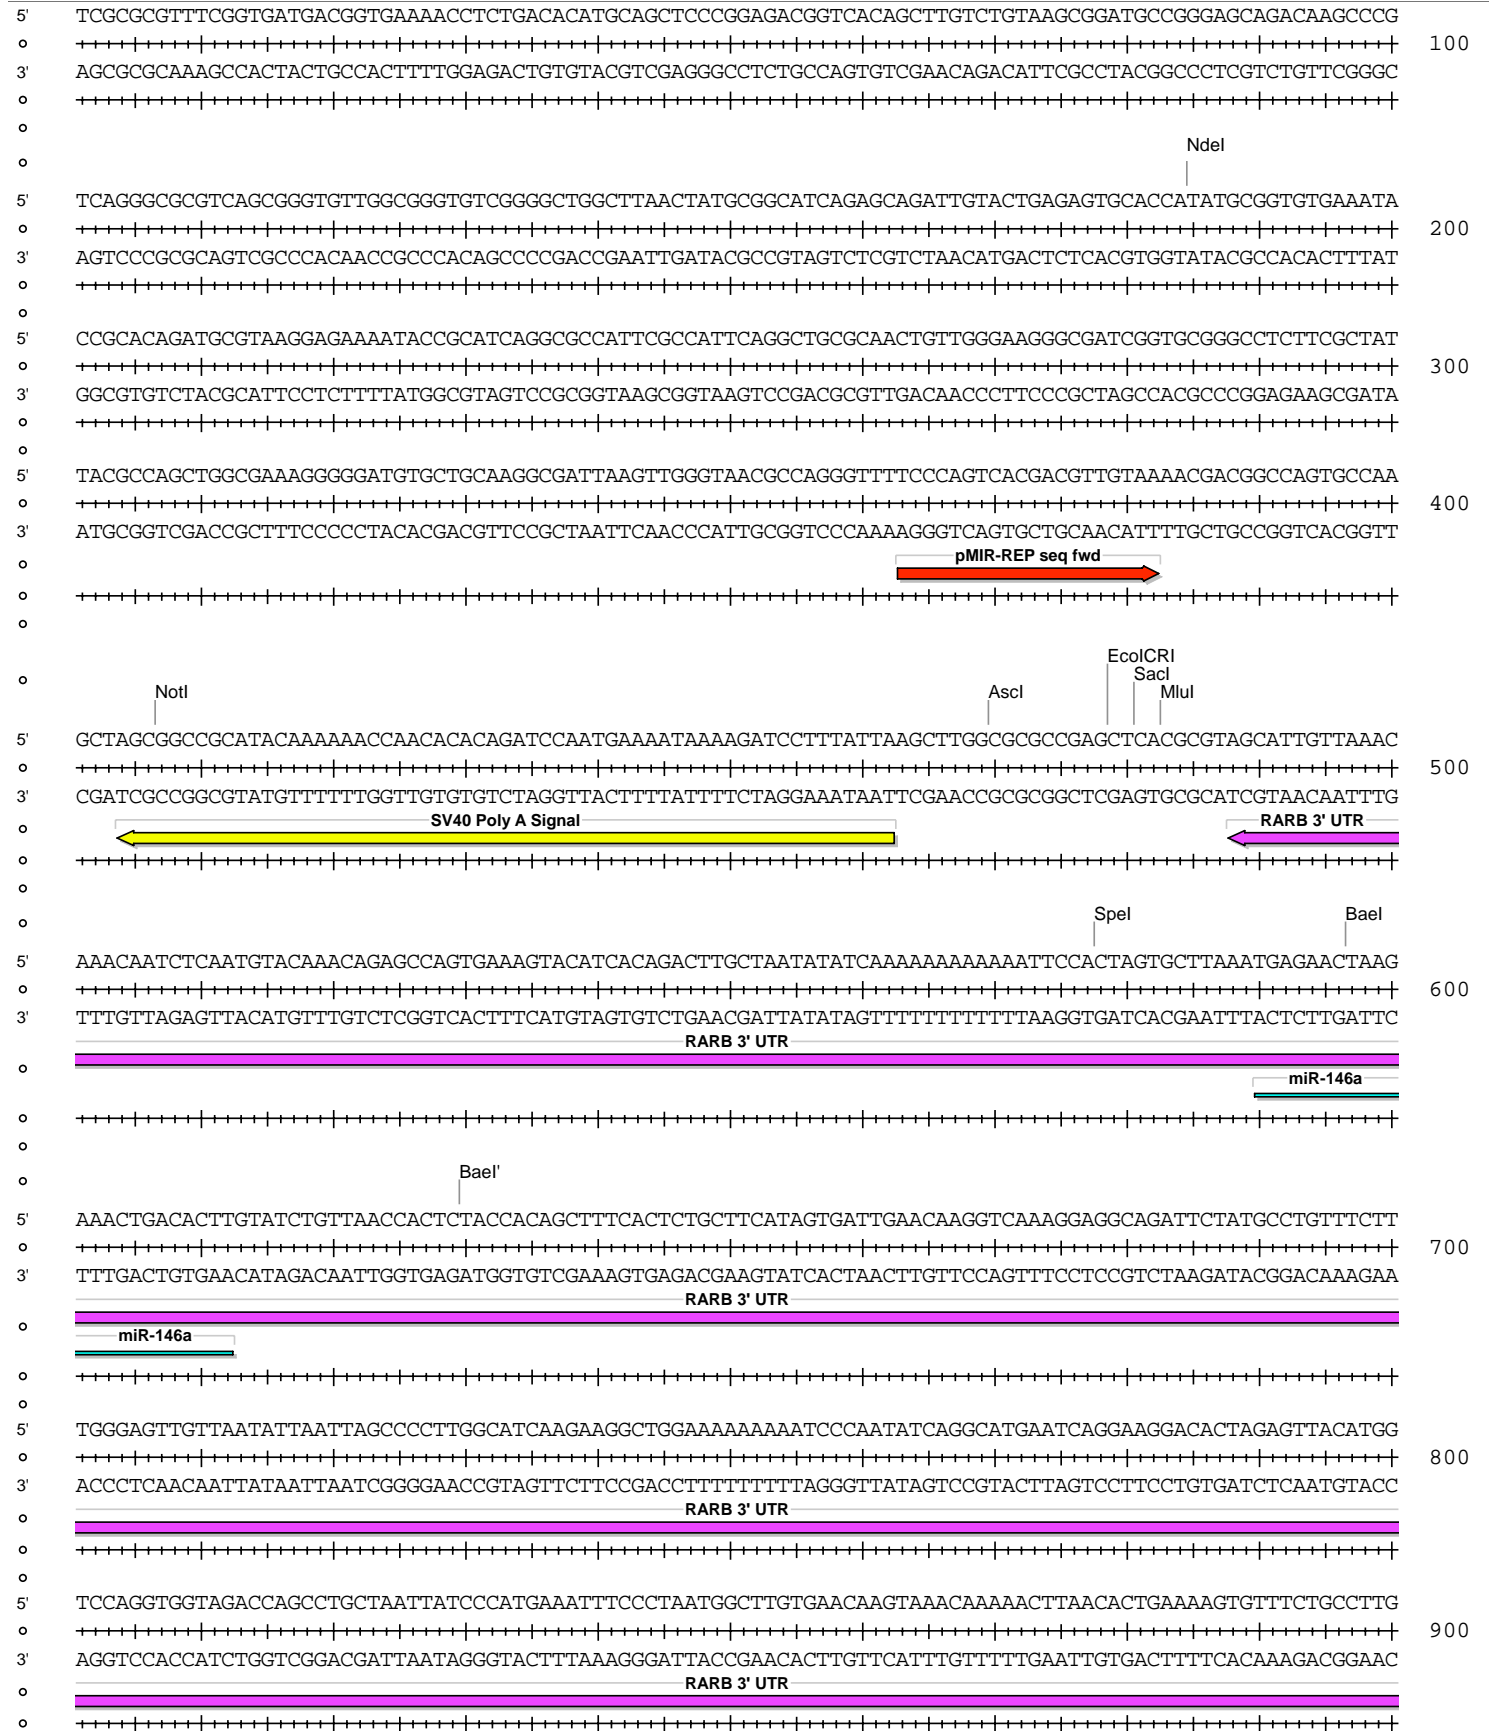 5' TCGCGCGTTTCGGTGATGACGGTGAAAACCTCTGACACATGCAGCTCCCGGAGACGGTCACAGCTTGTCTGTAAGCGGATGCCGGGAGCAGACAAGCCCG
100
3' AGCGCGCAAAGCCACTACTGCCACTTTTGGAGACTGTGTACGTCGAGGGCCTCTGCCAGTGTCGAACAGACATTCGCCTACGGCCCTCGTCTGTTCGGGC
NdeI
5' TCAGGGCGCGTCAGCGGGTGTTGGCGGGTGTCGGGGCTGGCTTAACTATGCGGCATCAGAGCAGATTGTACTGAGAGTGCACCATATGCGGTGTGAAATA
200
3' AGTCCCGCGCAGTCGCCCACAACCGCCCACAGCCCCGACCGAATTGATACGCCGTAGTCTCGTCTAACATGACTCTCACGTGGTATACGCCACACTTTAT
5' CCGCACAGATGCGTAAGGAGAAAATACCGCATCAGGCGCCATTCGCCATTCAGGCTGCGCAACTGTTGGGAAGGGCGATCGGTGCGGGCCTCTTCGCTAT
300
3' GGCGTGTCTACGCATTCCTCTTTTATGGCGTAGTCCGCGGTAAGCGGTAAGTCCGACGCGTTGACAACCCTTCCCGCTAGCCACGCCCGGAGAAGCGATA
5' TACGCCAGCTGGCGAAAGGGGGATGTGCTGCAAGGCGATTAAGTTGGGTAACGCCAGGGTTTTCCCAGTCACGACGTTGTAAAACGACGGCCAGTGCCAA
400
3' ATGCGGTCGACCGCTTTCCCCCTACACGACGTTCCGCTAATTCAACCCATTGCGGTCCCAAAAGGGTCAGTGCTGCAACATTTTGCTGCCGGTCACGGTT
pMIR-REP seq fwd
EcoICRI
SacI
NotI AscI MluI
5' GCTAGCGGCCGCATACAAAAAACCAACACACAGATCCAATGAAAATAAAAGATCCTTTATTAAGCTTGGCGCGCCGAGCTCACGCGTAGCATTGTTAAAC
500
3' CGATCGCCGGCGTATGTTTTTTGGTTGTGTGTCTAGGTTACTTTTATTTTCTAGGAAATAATTCGAACCGCGCGGCTCGAGTGCGCATCGTAACAATTTG
SV40 Poly A Signal RARB 3' UTR
SpeI BaeI
5' AAACAATCTCAATGTACAAACAGAGCCAGTGAAAGTACATCACAGACTTGCTAATATATCAAAAAAAAAAAAATTCCACTAGTGCTTAAATGAGAACTAAG
600
3' TTTGTTAGAGTTACATGTTTGTCTCGGTCACTTTCATGTAGTGTCTGAACGATTATATAGTTTTTTTTTTTTTAAGGTGATCACGAATTTACTCTTGATTC
RARB 3' UTR
miR-146a
BaeI'
5' AAACTGACACTTGTATCTGTTAACCACTCTACCACAGCTTTCACTCTGCTTCATAGTGATTGAACAAGGTCAAAGGAGGCAGATTCTATGCCTGTTTCTT
700
3' TTTGACTGTGAACATAGACAATTGGTGAGATGGTGTCGAAAGTGAGACGAAGTATCACTAACTTGTTCCAGTTTCCTCCGTCTAAGATACGGACAAAGAA
RARB 3' UTR
miR-146a
5' TGGGAGTTGTTAATATTAATTAGCCCCTTGGCATCAAGAAGGCTGGAAAAAAAAATCCCAATATCAGGCATGAATCAGGAAGGACACTAGAGTTACATGG
800
3' ACCCTCAACAATTATAATTAATCGGGGAACCGTAGTTCTTCCGACCTTTTTTTTTAGGGTTATAGTCCGTACTTAGTCCTTCCTGTGATCTCAATGTACC
RARB 3' UTR
5' TCCAGGTGGTAGACCAGCCTGCTAATTATCCCATGAAATTTCCCTAATGGCTTGTGAACAAGTAAACAAAAACTTAACACTGAAAAGTGTTTCTGCCTTG
900
3' AGGTCCACCATCTGGTCGGACGATTAATAGGGTACTTTAAAGGGATTACCGAACACTTGTTCATTTGTTTTTGAATTGTGACTTTTCACAAAGACGGAAC
RARB 3' UTR